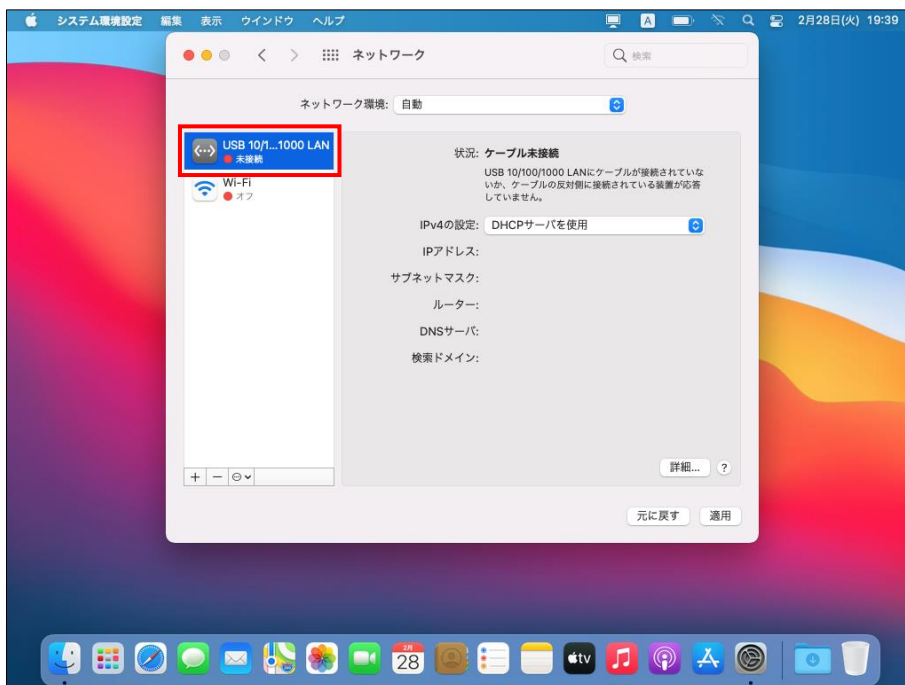 システム環境設定 編集 表示 ウインドウ ヘルプ A 2月28日(火) 19:39
ネットワーク 検索
ネットワーク環境: 自動
USB 10/1...1000 LAN
未接続
Wi-Fi
オフ
状況: ケーブル未接続
USB 10/100/1000 LANにケーブルが接続されていな
いか、ケーブルの反対側に接続されている装置が応答
していません。
IPv4の設定: DHCPサーバを使用
IPアドレス:
サブネットマスク:
ルーター:
DNSサーバ:
検索ドメイン:
詳細... ?
元に戻す 適用
2月
28
tv